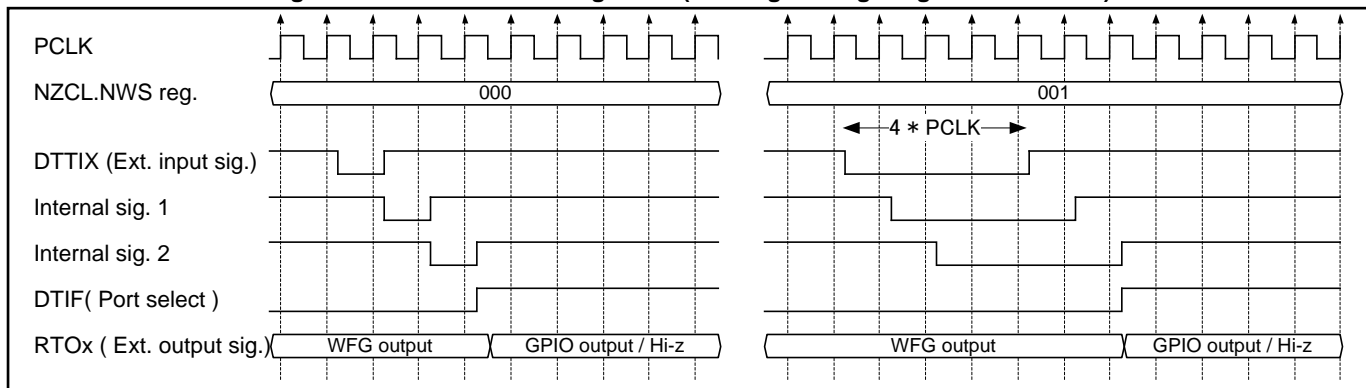 PCLK
NZCL.NWS reg.
000
001
4 * PCLK
DTTIX (Ext. input sig.)
Internal sig. 1
Internal sig. 2
DTIF( Port select )
RTOx ( Ext. output sig.)
WFG output
GPIO output / Hi-z
WFG output
GPIO output / Hi-z